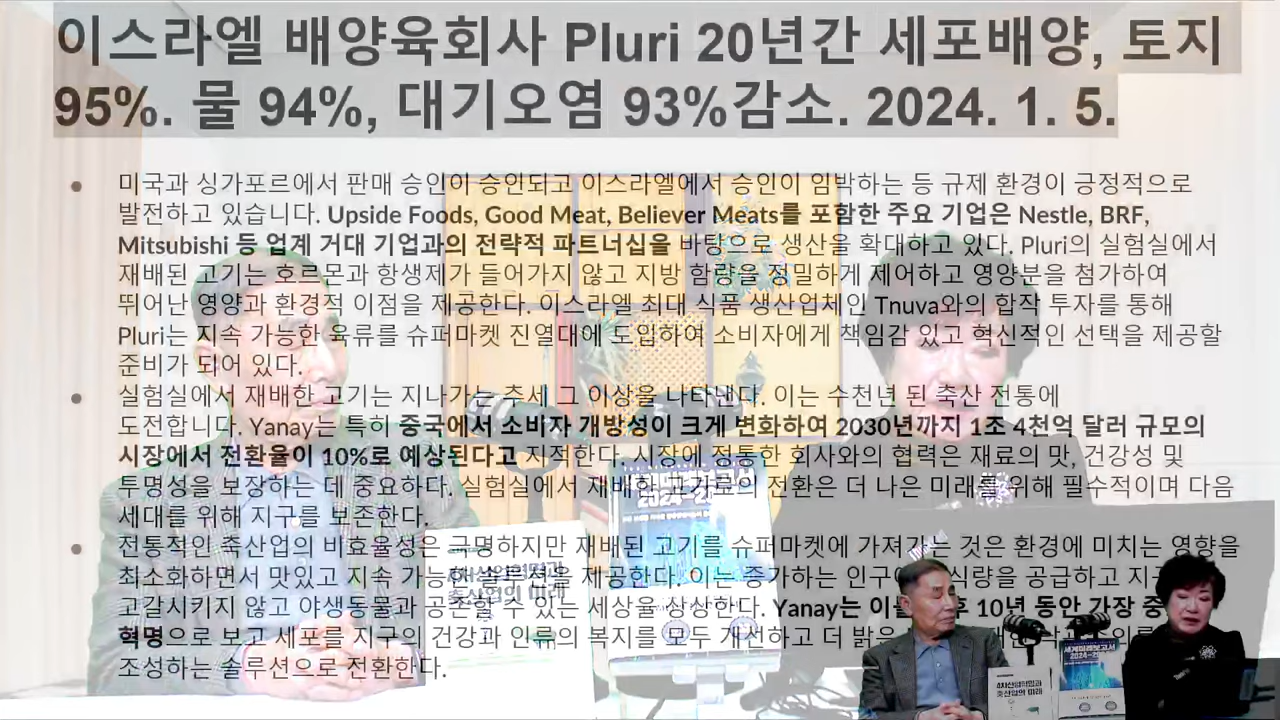 이스라엘 배양육회사 Pluri 20년간 세포배양, 토지
95%. 물 94%, 대기오염 93%감소. 2024. 1. 5.
• 미국과 싱가포르에서 판매 승인이 승인되고 이스라엘에서 승인이 임박하는 등 규제 환경이 긍정적으로
발전하고 있습니다. Upside Foods, Good Meat, Believer Meats를 포함한 주요 기업은 Nestle, BRF,
Mitsubishi 등 업계 거대 기업과의 전략적 파트너십을 바탕으로 생산을 확대하고 있다. Pluri의 실험실에서
재배된 고기는 호르몬과 항생제가 들어가지 않고 지방 함량을 정밀하게 제어하고 영양분을 첨가하여
뛰어난 영양과 환경적 이점을 제공한다. 이스라엘 최대 식품 생산업체인 Tnuva와의 합작 투자를 통해
Pluri는 지속 가능한 육류를 슈퍼마켓 진열대에 도입하여 소비자에게 책임감 있고 혁신적인 선택을 제공할
준비가 되어 있다.
• 실험실에서 재배한 고기는 지나가는 추세 그 이상을 나타낸다. 이는 수천년 된 축산 전통에
도전합니다. Yanay는 특히 중국에서 소비자 개방성이 크게 변화하여 2030년까지 1조 4천억 달러 규모의
시장에서 전환율이 10%로 예상된다고 지적한다. 시장에 정통한 회사와의 협력은 재료의 맛, 건강성 및
투명성을 보장하는 데 중요하다. 실험실에서 재배한 고기로의 전환은 더 나은 미래를 위해 필수적이며 다음
세대를 위해 지구를 보존한다.
• 전통적인 축산업의 비효율성은 극명하지만 재배된 고기를 슈퍼마켓에 가져가는 것은 환경에 미치는 영향을
최소화하면서 맛있고 지속 가능한 솔루션을 제공한다. 이는 증가하는 인구에 식량을 공급하고
고갈시키지 않고 야생동물과 공존할 수 있는 세상을 상상한다. Yanay는 10년 동안 가장
혁명으로 보고 세포를 지구의 건강과 인류의 복지를 모두 개선하고 더 밝은
조성하는 솔루션으로 전환한다.
4차산업혁명과
축산업의 미래
세계미래보고서